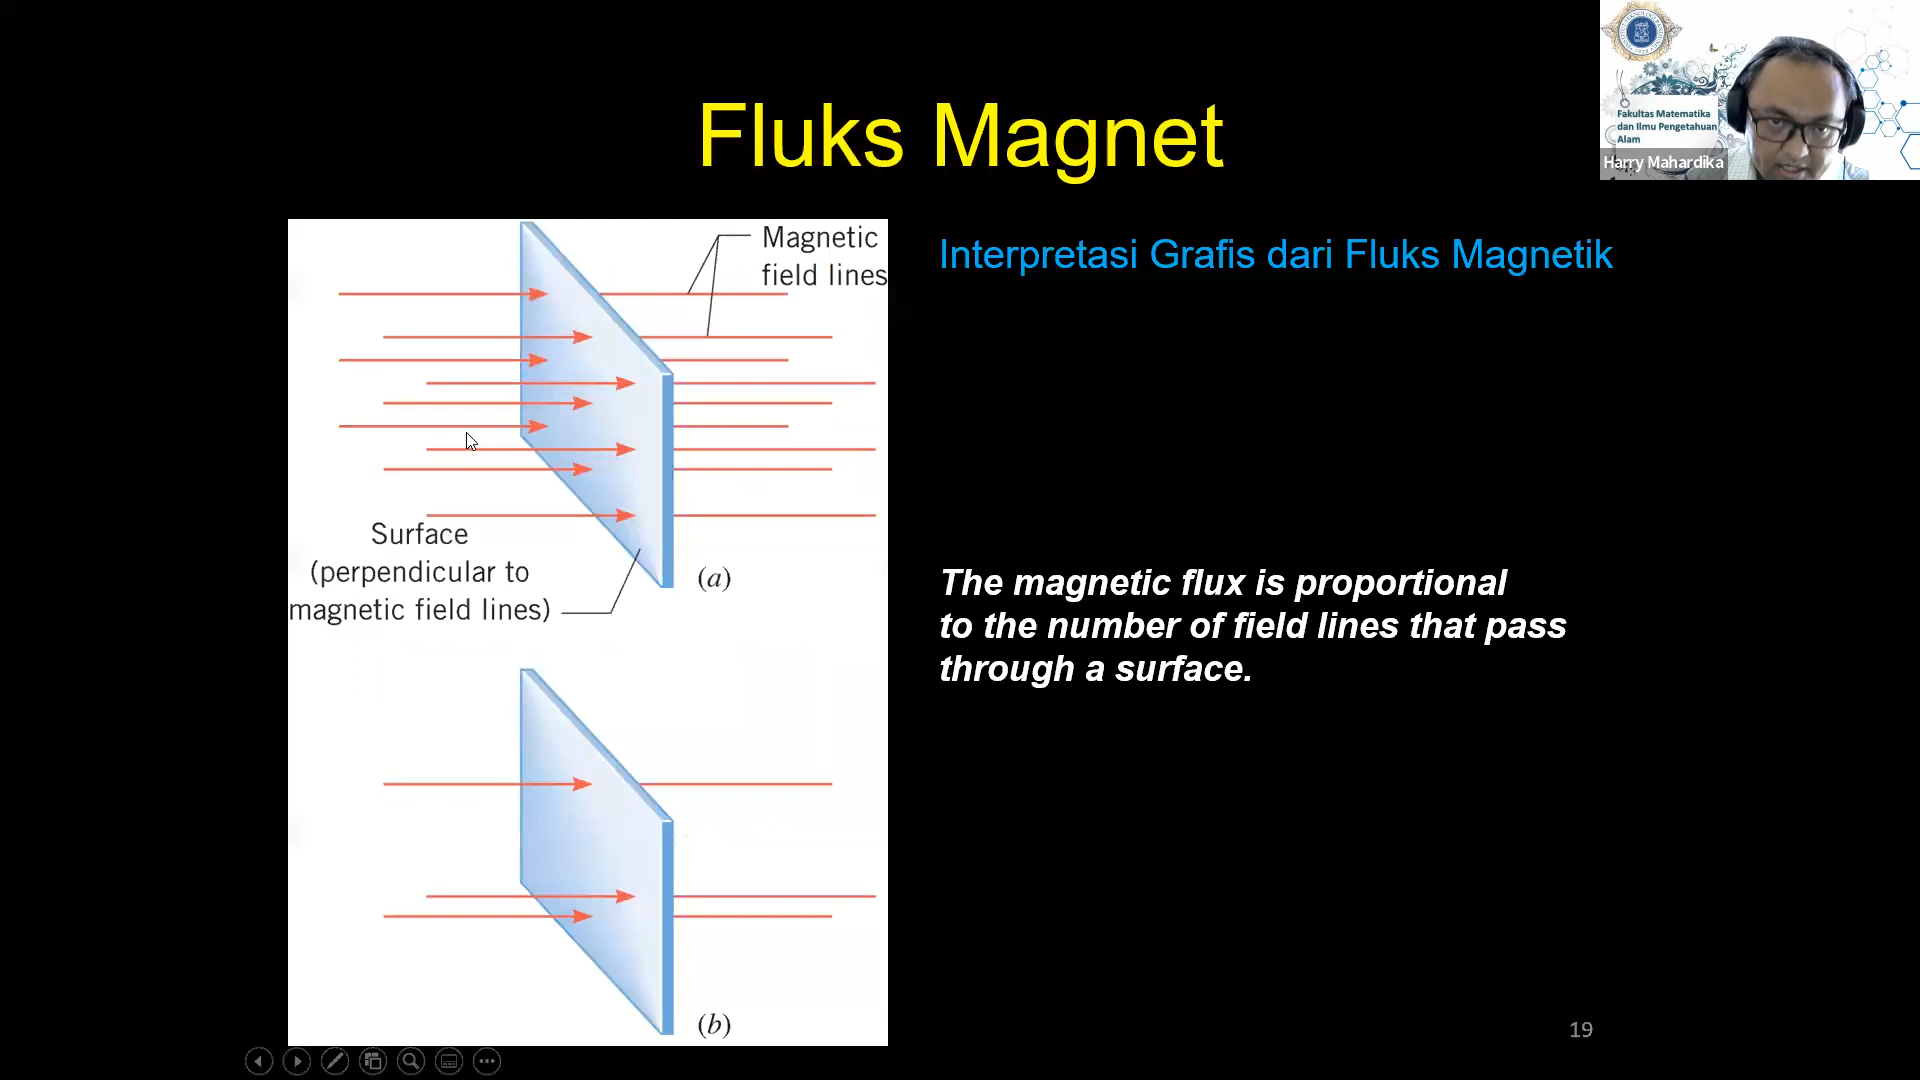 Fluks Magnet
Fakultas Matematika
dan Ilmu Pengetahuan
Alam
Harry Mahardika
Magnetic
field lines
Surface
(perpendicular to
magnetic field lines)
(a)
(b)
Interpretasi Grafis dari Fluks Magnetik
The magnetic flux is proportional
to the number of field lines that pass
through a surface.
19